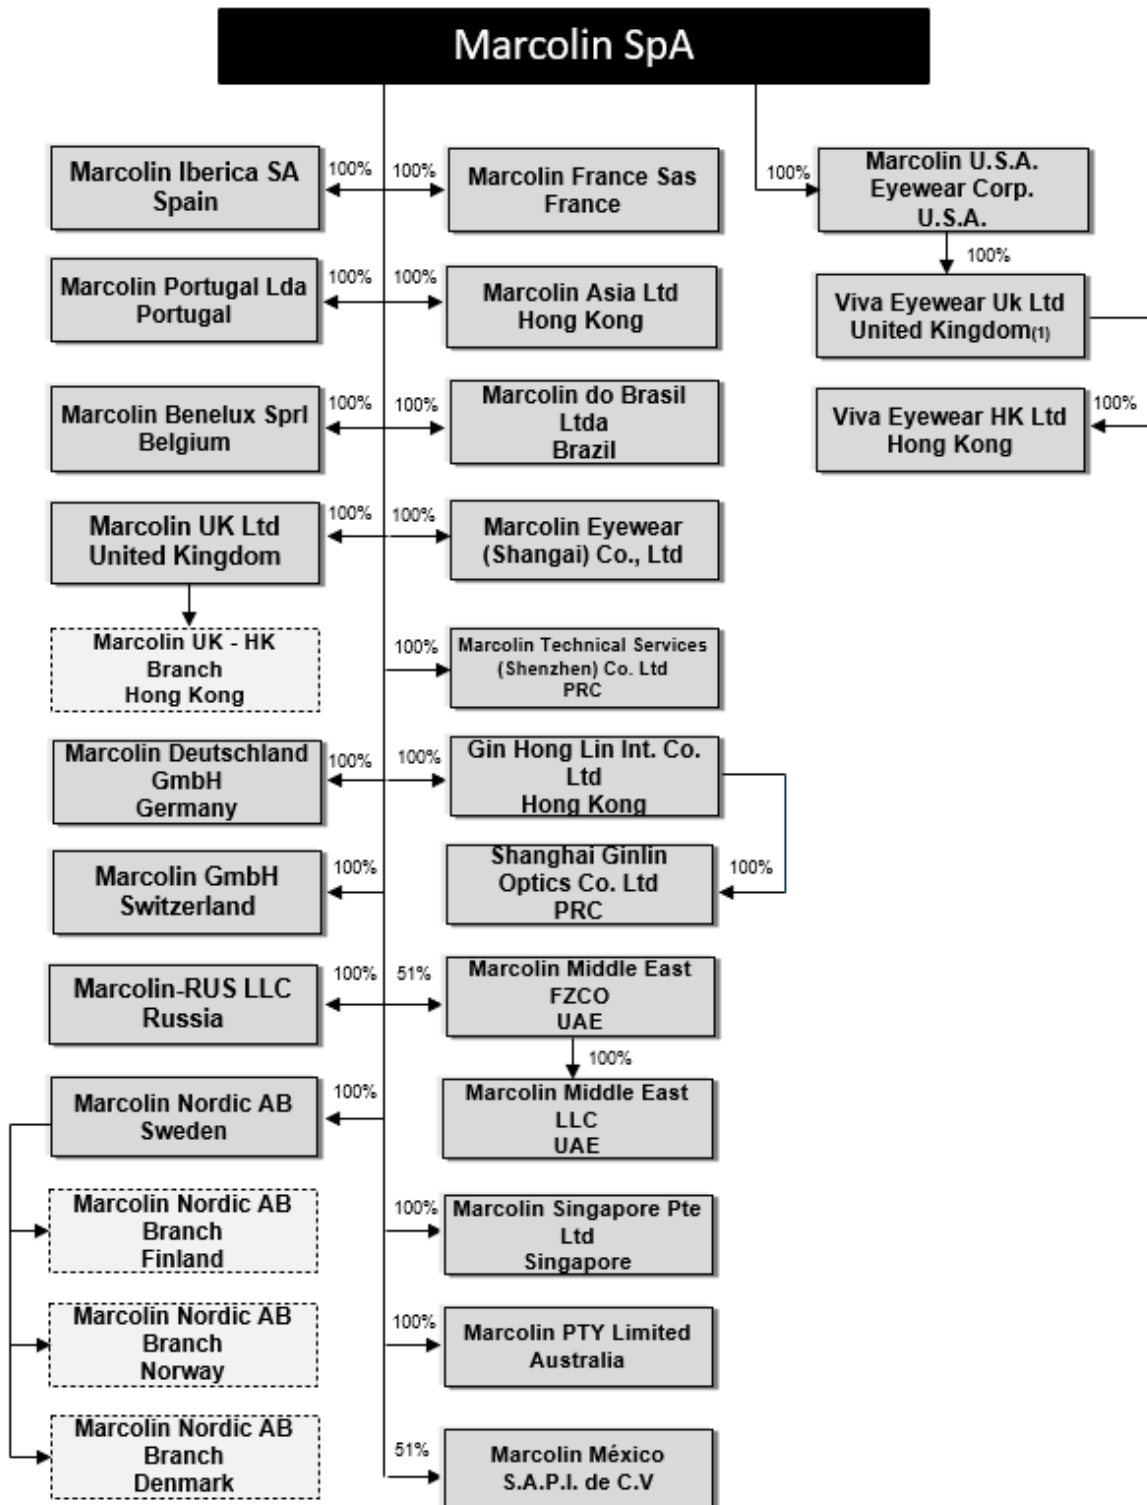 Marcolin SpA
Marcolin Iberica SA
Spain
100%
100%
Marcolin France Sas
France
100%
Marcolin U.S.A.
Eyewear Corp.
U.S.A.
100%
Marcolin Portugal Lda
Portugal
100%
100%
Marcolin Asia Ltd
Hong Kong
Viva Eyewear Uk Ltd
United Kingdom(1)
Marcolin Benelux Sprl
Belgium
100%
100%
Marcolin do Brasil
Ltda
Brazil
Viva Eyewear HK Ltd
Hong Kong
100%
Marcolin UK Ltd
United Kingdom
100%
100%
Marcolin Eyewear
(Shangai) Co., Ltd
Marcolin UK - HK
Branch
Hong Kong
100%
Marcolin Technical Services
(Shenzhen) Co. Ltd
PRC
Marcolin Deutschland
GmbH
Germany
100%
100%
Gin Hong Lin Int. Co.
Ltd
Hong Kong
Marcolin GmbH
Switzerland
100%
Shanghai Ginlin
Optics Co. Ltd
PRC
100%
Marcolin-RUS LLC
Russia
100%
51%
Marcolin Middle East
FZCO
UAE
100%
Marcolin Nordic AB
Sweden
100%
Marcolin Middle East
LLC
UAE
Marcolin Nordic AB
Branch
Finland
100%
Marcolin Singapore Pte
Ltd
Singapore
Marcolin Nordic AB
Branch
Norway
100%
Marcolin PTY Limited
Australia
Marcolin Nordic AB
Branch
Denmark
51%
Marcolin México
S.A.P.I. de C.V